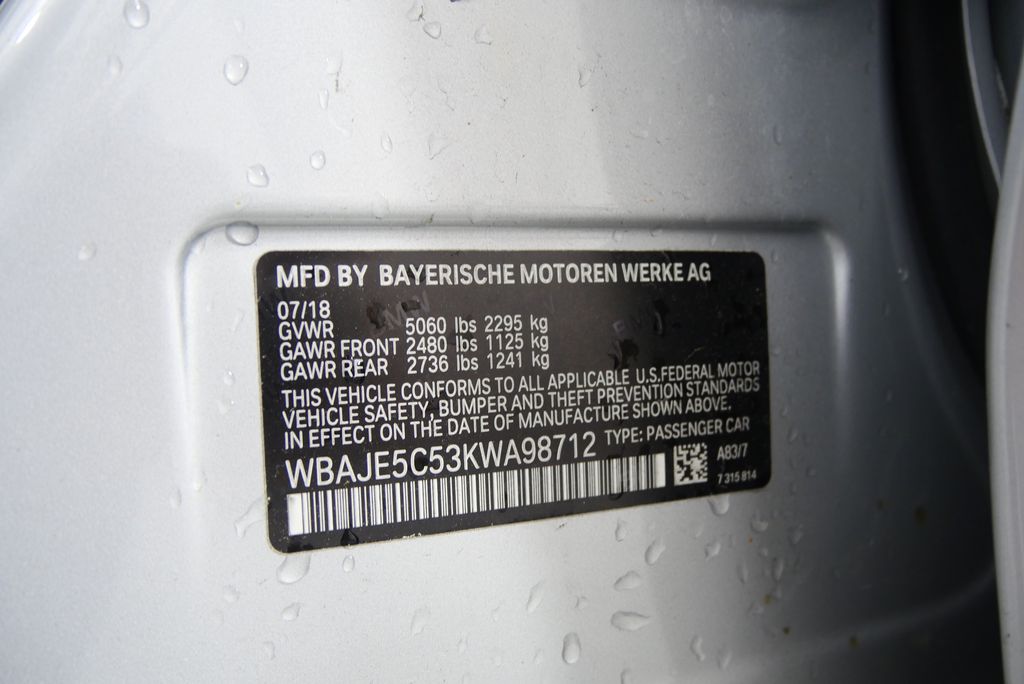 MFD BY BAYERISCHE MOTOREN WERKE AG
07/18
GVWR 5060 lbs 2295 kg
GAWR FRONT 2480 lbs 1125 kg
GAWR REAR 2736 lbs 1241 kg
THIS VEHICLE CONFORMS TO ALL APPLICABLE U.S.FEDERAL MOTOR
VEHICLE SAFETY, BUMPER AND THEFT PREVENTION STANDARDS
IN EFFECT ON THE DATE OF MANUFACTURE SHOWN ABOVE.
WBAJE5C53KWA98712 TYPE: PASSENGER CAR
A83/7
7 315 814